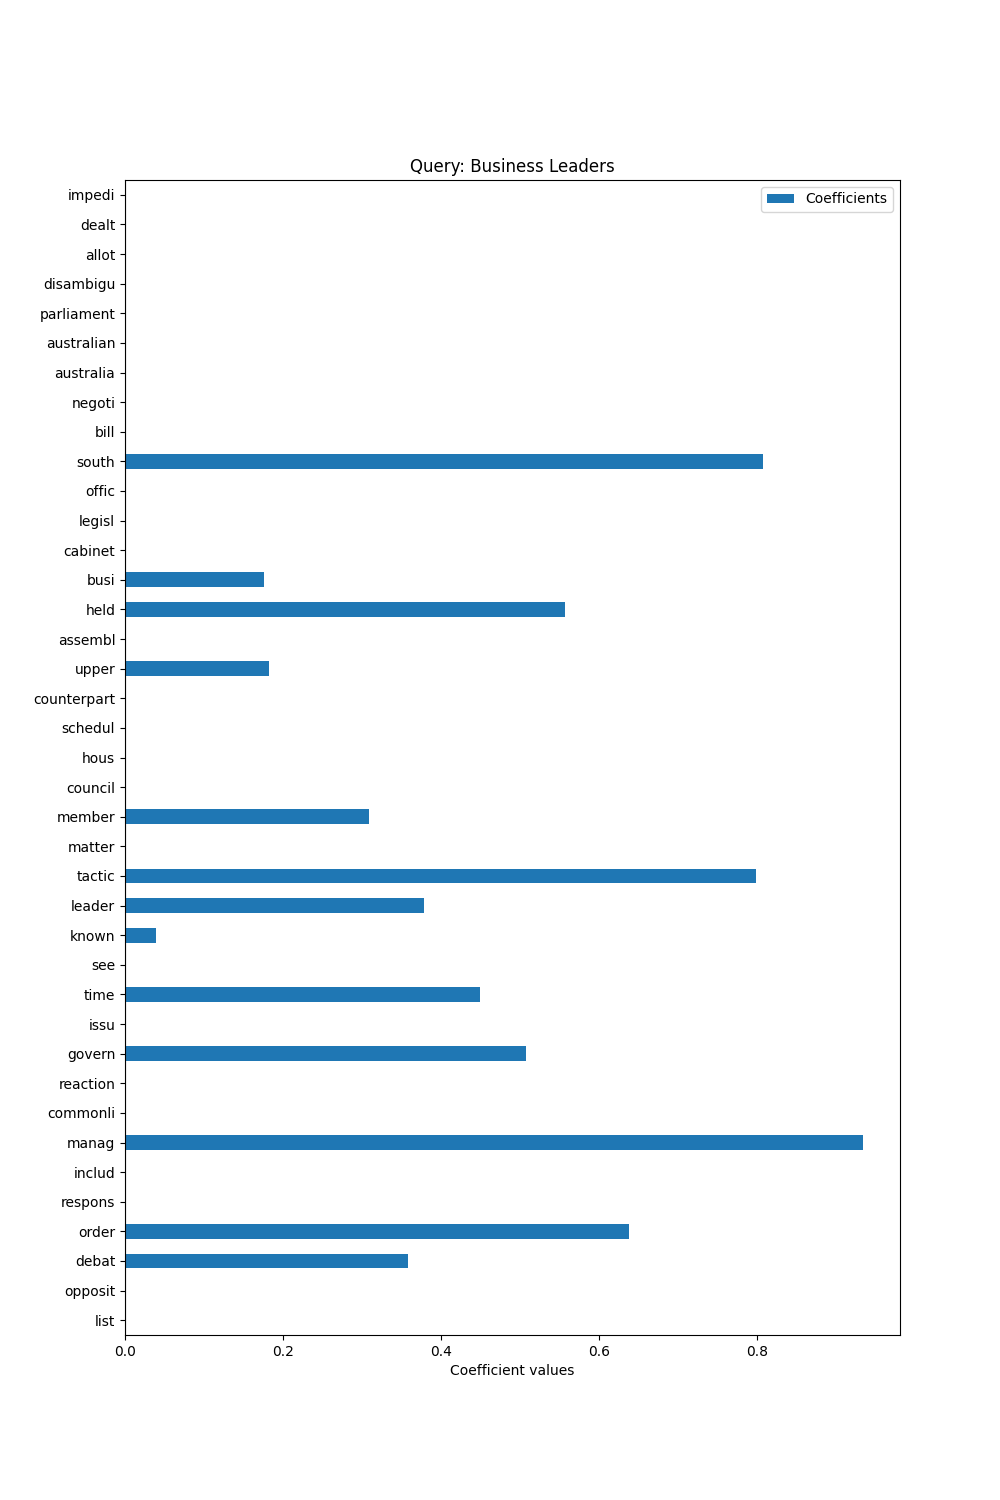 Query: Business Leaders
Coefficients
impedi
dealt
allot
disambigu
parliament
australian
australia
negoti
bill
south
offic
legisl
cabinet
busi
held
assembl
upper
counterpart
schedul
hous
council
member
matter
tactic
leader
known
see
time
issu
govern
reaction
commonli
manag
includ
respons
order
debat
opposit
list
0.0 0.2 0.4 0.6 0.8
Coefficient values